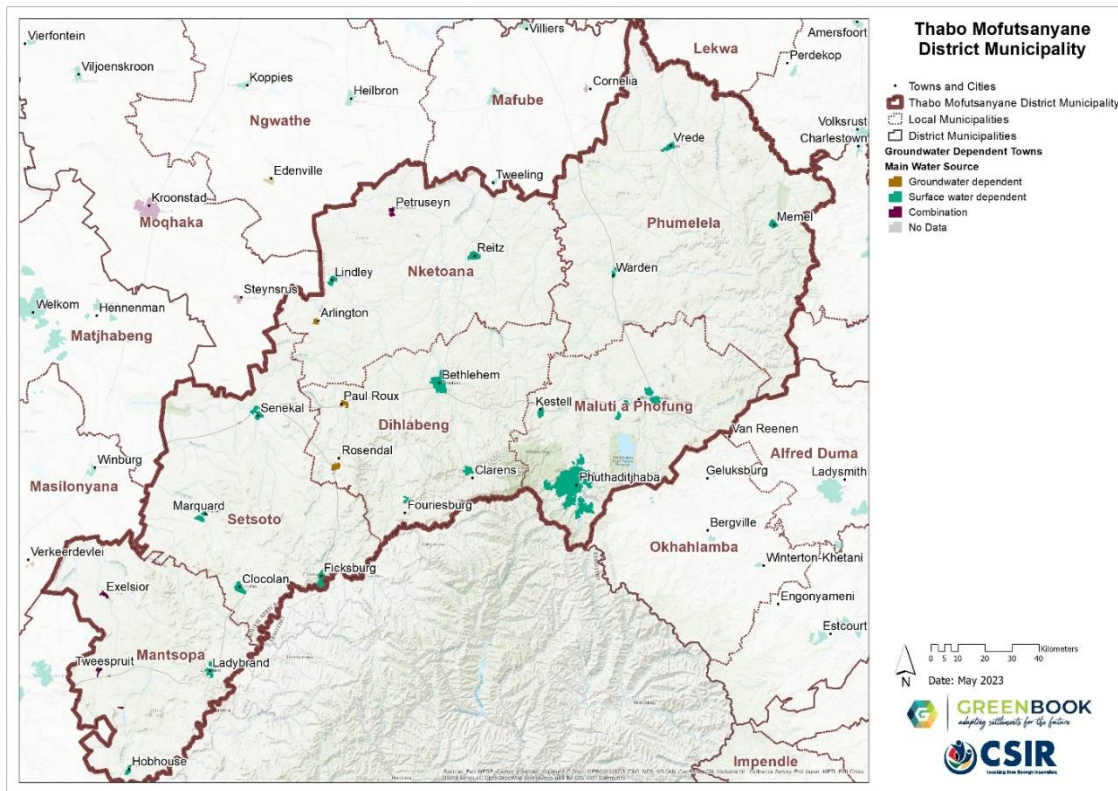 Thabo Mofutsanyane
District Municipality
Towns and Cities
Thabo Mofutsanyane District Municipality
Local Municipalities
District Municipalities
Groundwater Dependent Towns
Main Water Source
Groundwater dependent
Surface water dependent
Combination
No Data
Vierfontein
Viljoenskroon
Koppies
Heilbron
Villiers
Lekwa
Amersfoort
Perdekop
Ngwathe
Mafube
Cornelia
Volksrust
Charlestown
Vrede
Edenville
Tweeling
Kroonstad
Petruseyn
Moqhaka
Phumelela
Memel
Reitz
Nketoana
Warden
Lindley
Steynsrus
Welkom
Hennenman
Arlington
Matjhabeng
Bethlehem
Paul Roux
Kestell
Maluti a Phofung
Senekal
Dihlabeng
Van Reenen
Rosendal
Alfred Duma
Winburg
Clarens
Phuthaditjhaba
Geluksburg
Ladysmith
Masilonyana
Marquard
Setsoto
Fouriesburg
Bergville
Okhahlamba
Verkeerdevlei
Winterton-Khetani
Ficksburg
Exelsior
Clocolan
Engonyameni
Estcourt
Mantsopa
Tweespruit
Ladybrand
Hobhouse
Impendle
Kilometers
0 5 10 20 30 40
N
Date: May 2023
GREENBOOK
adapting settlements for the future
CSIR
Touching lives through innovation